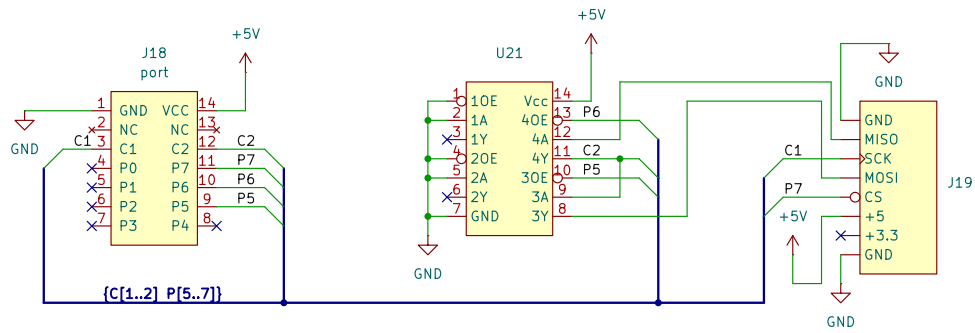 J18
port
+5V
1 GND VCC 14
2 NC NC 13
C1 3 C1 C2 12 C2
4 P0 P7 11 P7
5 P1 P6 10 P6
6 P2 P5 9 P5
7 P3 P4 8
GND
{C[1..2] P[5..7]}
U21
+5V
1 1OE Vcc 14
2 1A 4OE 13 P6
3 1Y 4A 12
4 2OE 4Y 11 C2
5 2A 3OE 10 P5
6 2Y 3A 9
7 GND 3Y 8
GND
GND
J19
GND
MISO
C1 SCK
MOSI
P7 CS
+5V +5
+3.3
GND
GND